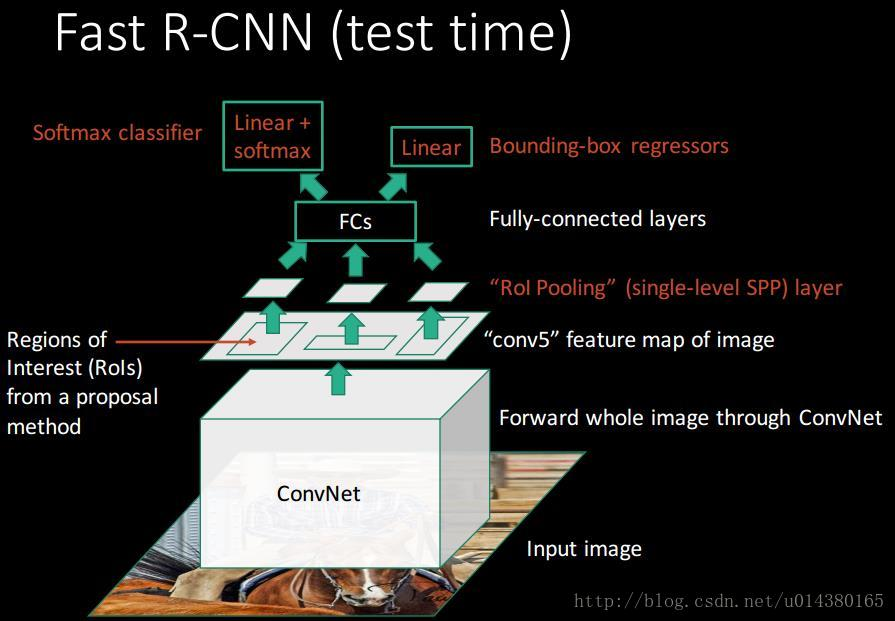 Fast R-CNN (test time)
Softmax classifier
Linear +
softmax
Linear
Bounding-box regressors
FCs
Fully-connected layers
“RoI Pooling” (single-level SPP) layer
Regions of
Interest (RoIs)
from a proposal
method
“conv5” feature map of image
Forward whole image through ConvNet
ConvNet
Input image
http://blog.csdn.net/u014380165